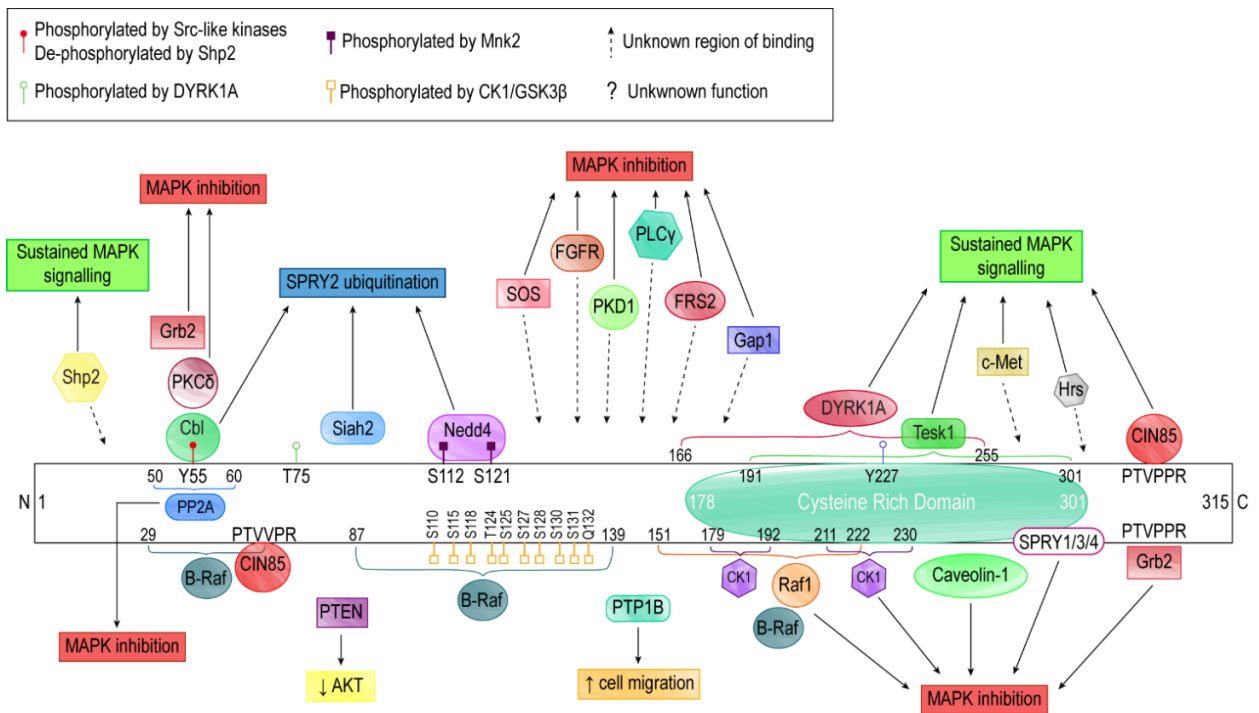 Phosphorylated by Src-like kinases
De-phosphorylated by Shp2
Phosphorylated by Mnk2
Unknown region of binding
Phosphorylated by DYRK1A
Phosphorylated by CK1/GSK3β
? Unkwnown function
MAPK inhibition
MAPK inhibition
Sustained MAPK
signalling
SPRY2 ubiquitination
Sustained MAPK
signalling
SOS
FGFR
PKD1
PLCγ
FRS2
Gap1
Grb2
Shp2
PKCδ
Cbl
Siah2
Nedd4
DYRK1A
Tesk1
c-Met
Hrs
CIN85
166
255
N 1
50 Y55 60
T75
S112 S121
191
Y227
301
PTVPPR
178 Cysteine Rich Domain 301
315 C
PP2A
29
PTVVPR
87
S110
S115
S118
T124
S125
S127
S128
S130
S131
Q132
139
151
179 192
211 222 230
SPRY1/3/4
PTVPPR
B-Raf
CIN85
B-Raf
CK1
Raf1
CK1
B-Raf
Caveolin-1
Grb2
PTEN
PTP1B
MAPK inhibition
↓ AKT
↑ cell migration
MAPK inhibition